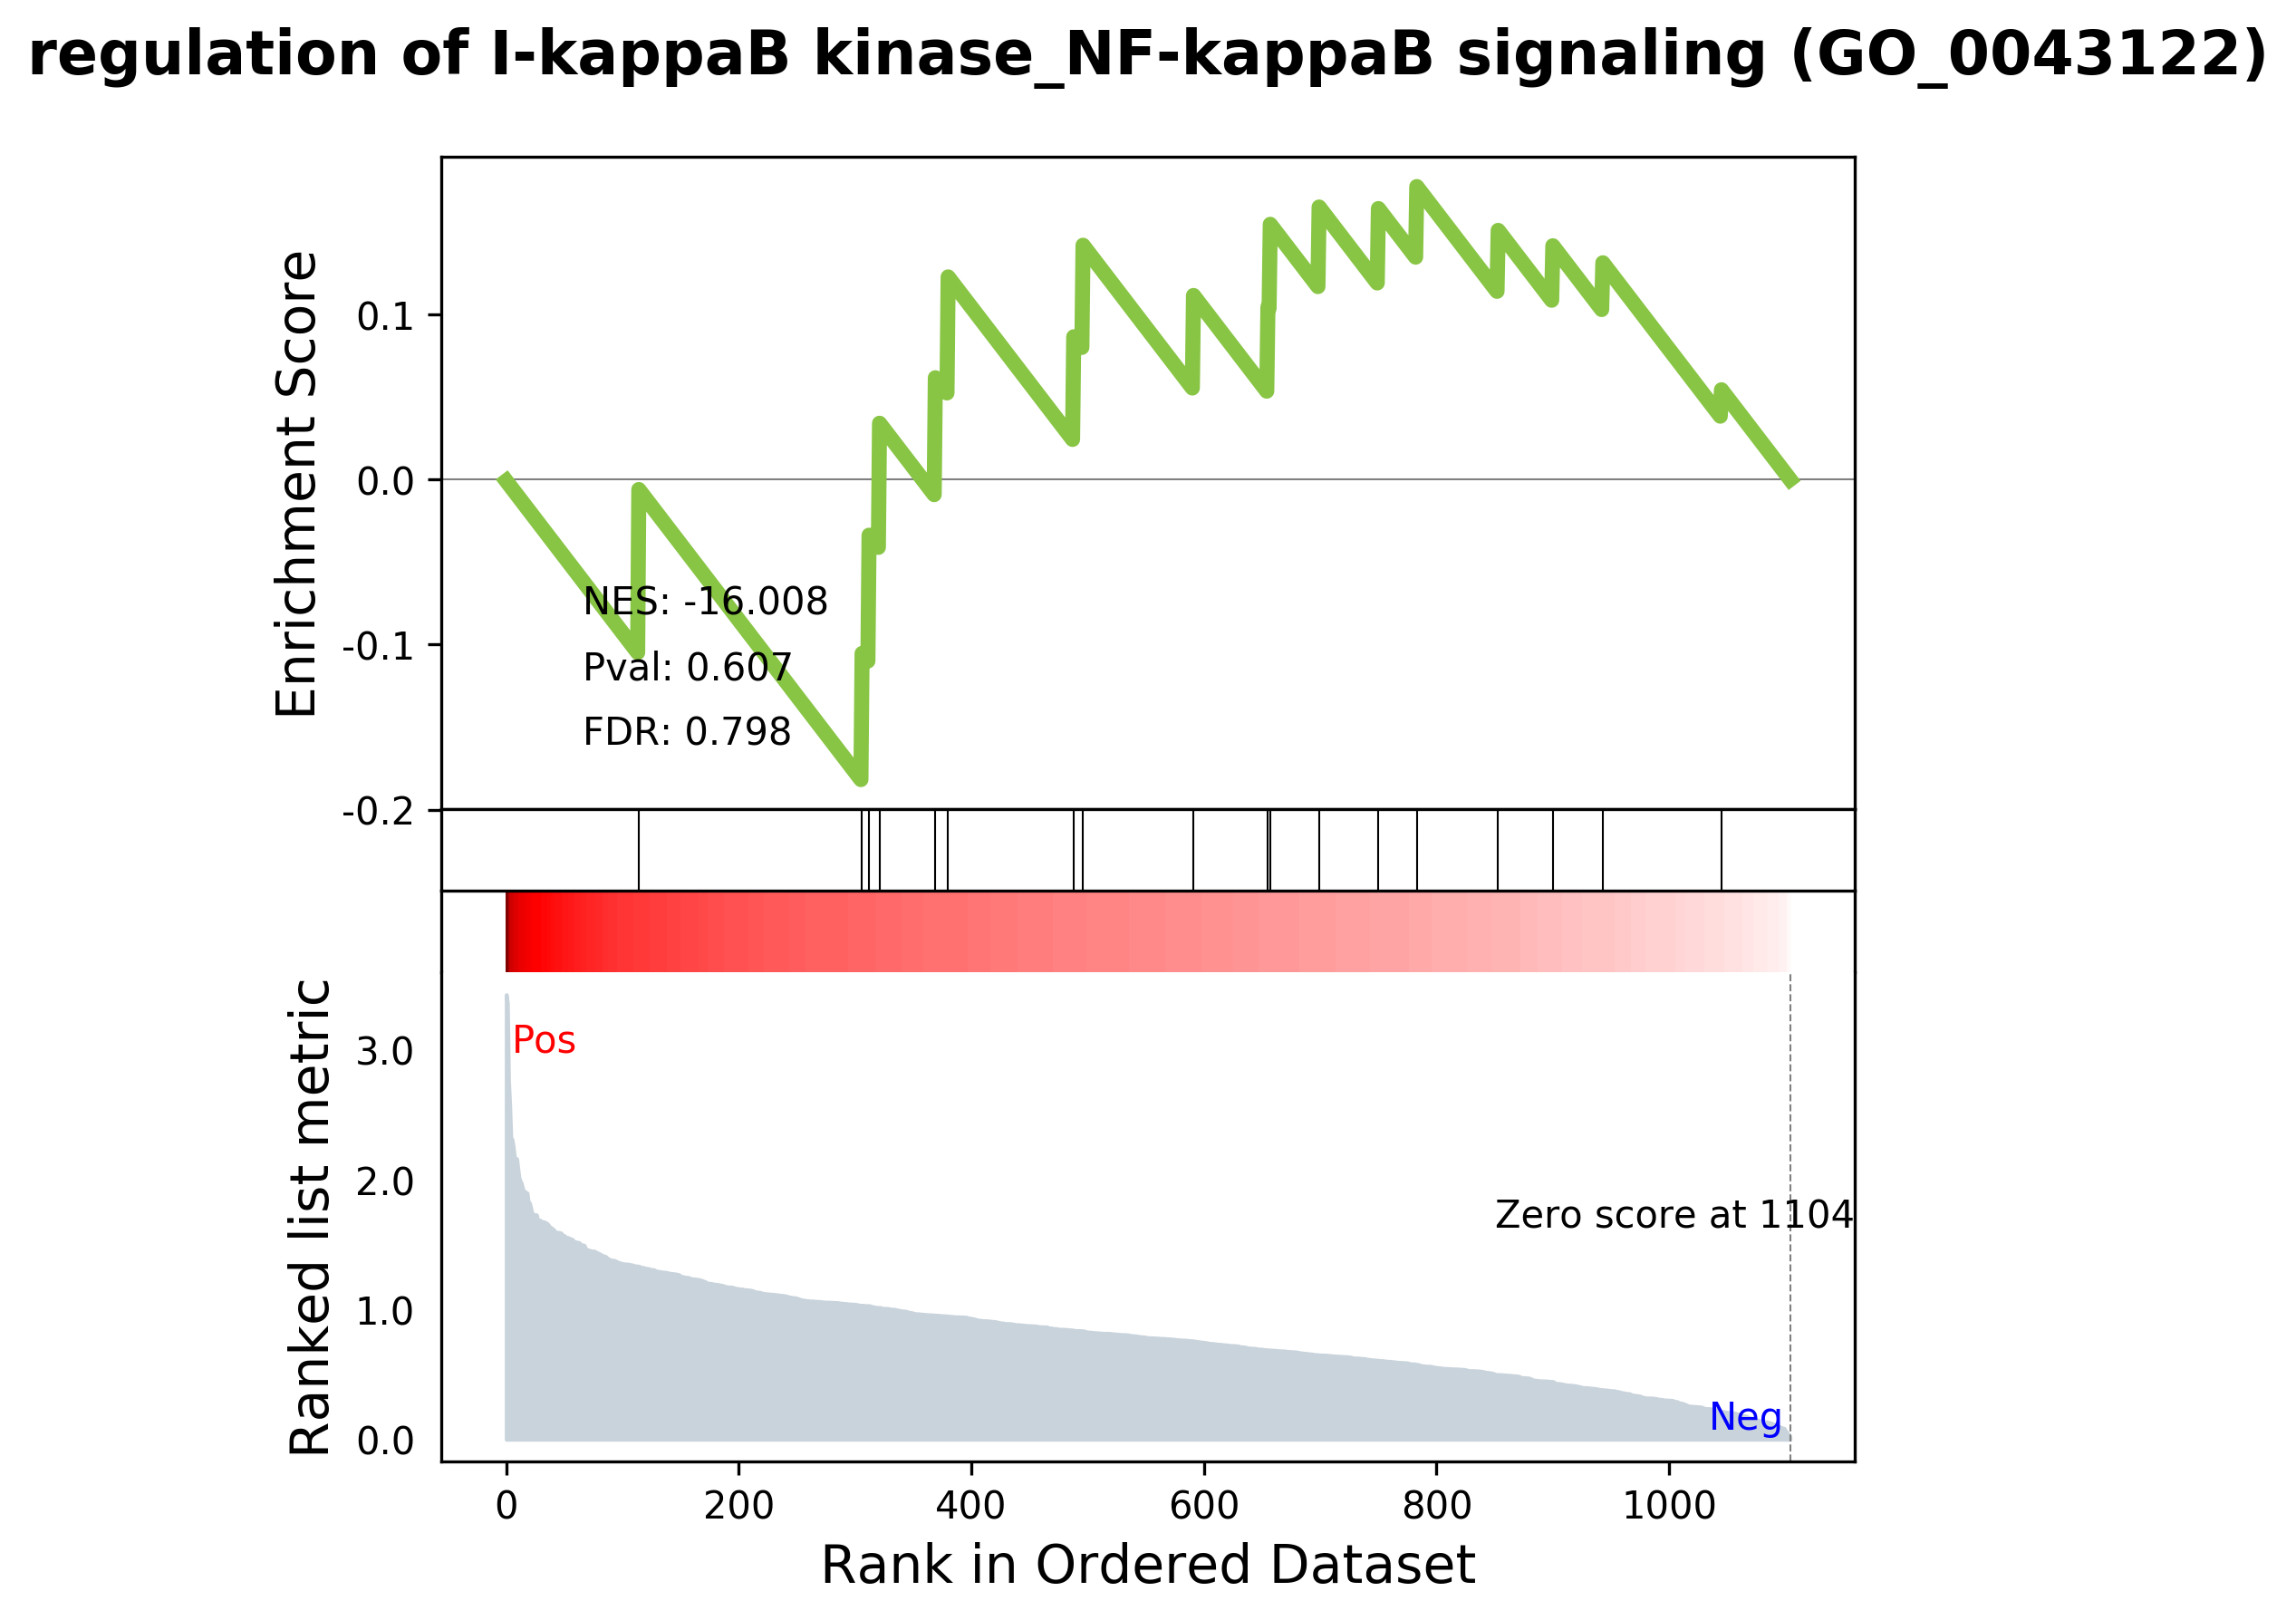 regulation of I-kappaB kinase_NF-kappaB signaling (GO_0043122)
Enrichment Score
0.1
0.0
-0.1
-0.2
NES: -16.008
Pval: 0.607
FDR: 0.798
Ranked list metric
3.0
2.0
1.0
0.0
Pos
Zero score at 1104
Neg
0 200 400 600 800 1000
Rank in Ordered Dataset